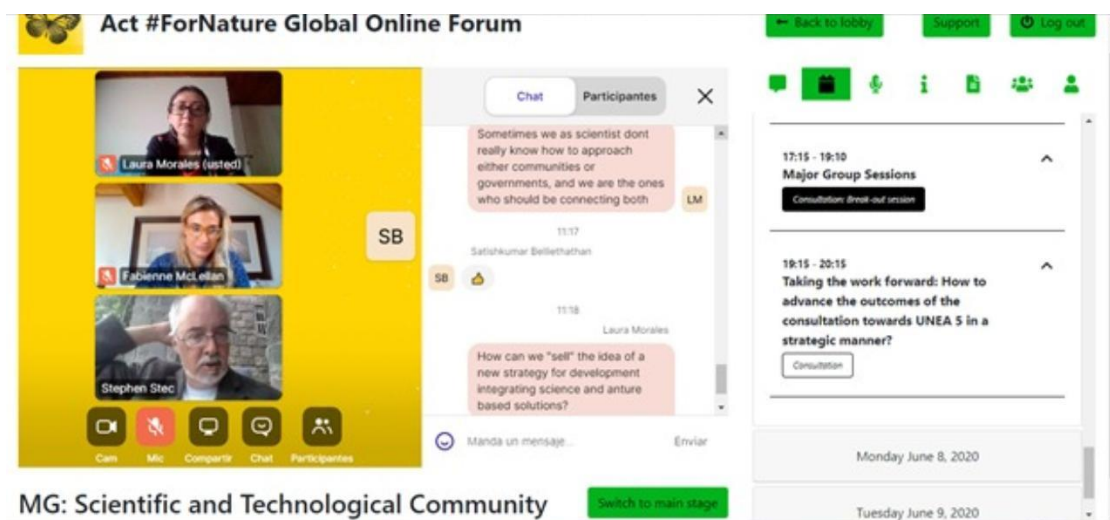 Act #ForNature Global Online Forum
← Back to lobby
Support
Log out
Laura Morales (usted)
Fabienne McLellan
Stephen Stec
SB
Cam
Mic
Compartir
Chat
Participantes
Chat
Participantes
Sometimes we as scientist dont
really know how to approach
either communities or
governments, and we are the ones
who should be connecting both
LM
11:17
Satishkumar Belliethathan
SB
11:18
Laura Morales
How can we "sell" the idea of a
new strategy for development
integrating science and anture
based solutions?
Manda un mensaje...
Enviar
17:15 - 19:10
Major Group Sessions
Consultation: Break-out session
19:15 - 20:15
Taking the work forward: How to
advance the outcomes of the
consultation towards UNEA 5 in a
strategic manner?
Consultation
Monday June 8, 2020
Tuesday June 9, 2020
MG: Scientific and Technological Community
Switch to main stage